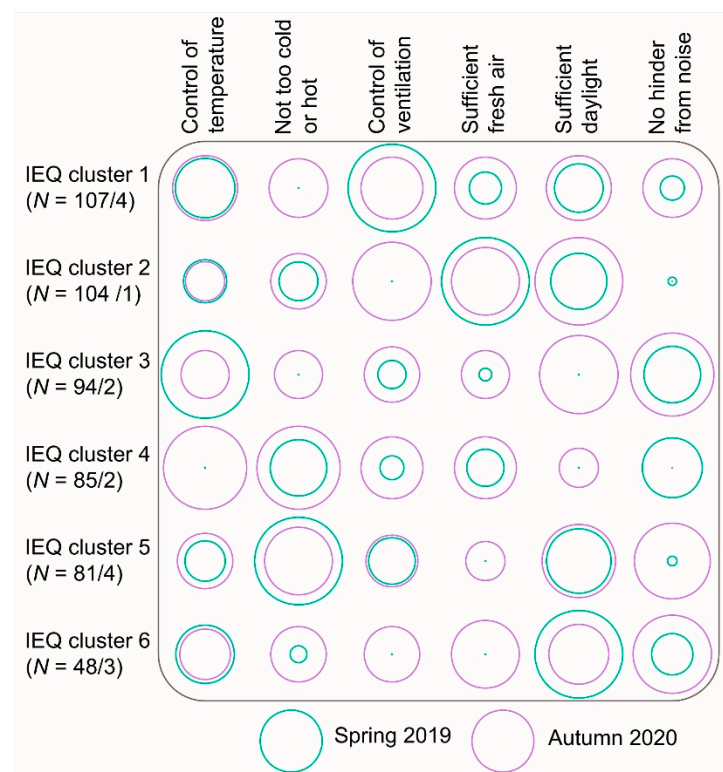 Control of
temperature
Not too cold
or hot
Control of
ventilation
Sufficient
fresh air
Sufficient
daylight
No hinder
from noise
IEQ cluster 1
(N = 107/4)
IEQ cluster 2
(N = 104 /1)
IEQ cluster 3
(N = 94/2)
IEQ cluster 4
(N = 85/2)
IEQ cluster 5
(N = 81/4)
IEQ cluster 6
(N = 48/3)
Spring 2019
Autumn 2020